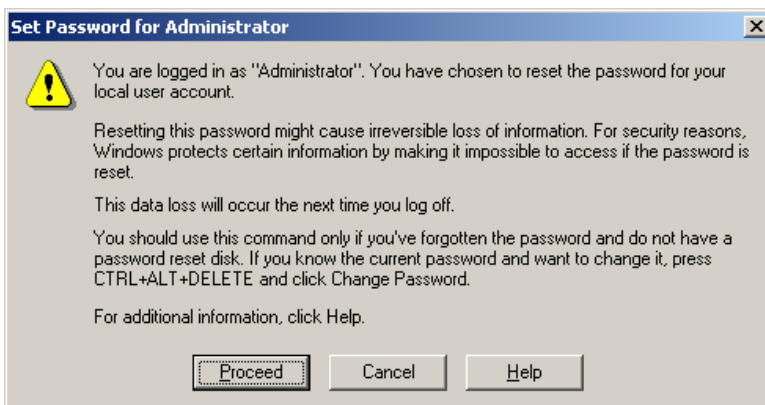 Set Password for Administrator
You are logged in as "Administrator". You have chosen to reset the password for your
local user account.
Resetting this password might cause irreversible loss of information. For security reasons,
Windows protects certain information by making it impossible to access if the password is
reset.
This data loss will occur the next time you log off.
You should use this command only if you've forgotten the password and do not have a
password reset disk. If you know the current password and want to change it, press
CTRL+ALT+DELETE and click Change Password.
For additional information, click Help.
Proceed
Cancel
Help